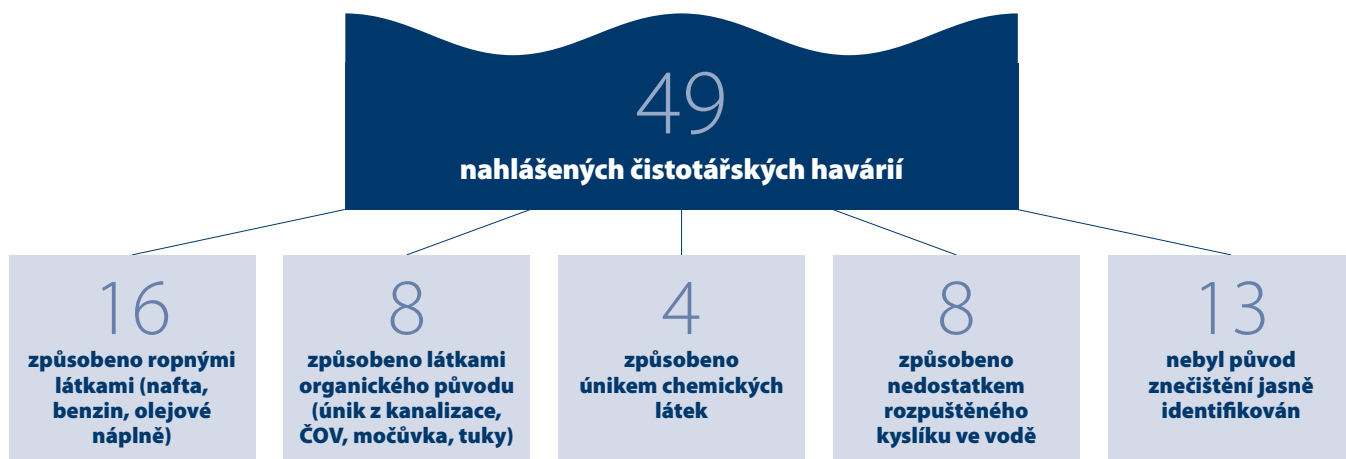 49
nahlášených čistotářských havárií
16
způsobeno ropnými
látkami (nafta,
benzin, olejové
náplně)
8
způsobeno látkami
organického původu
(únik z kanalizace,
ČOV, močůvka, tuky)
4
způsobeno
únikem chemických
látek
8
způsobeno
nedostatkem
rozpuštěného
kyslíku ve vodě
13
nebyl původ
znečištění jasně
identifikován